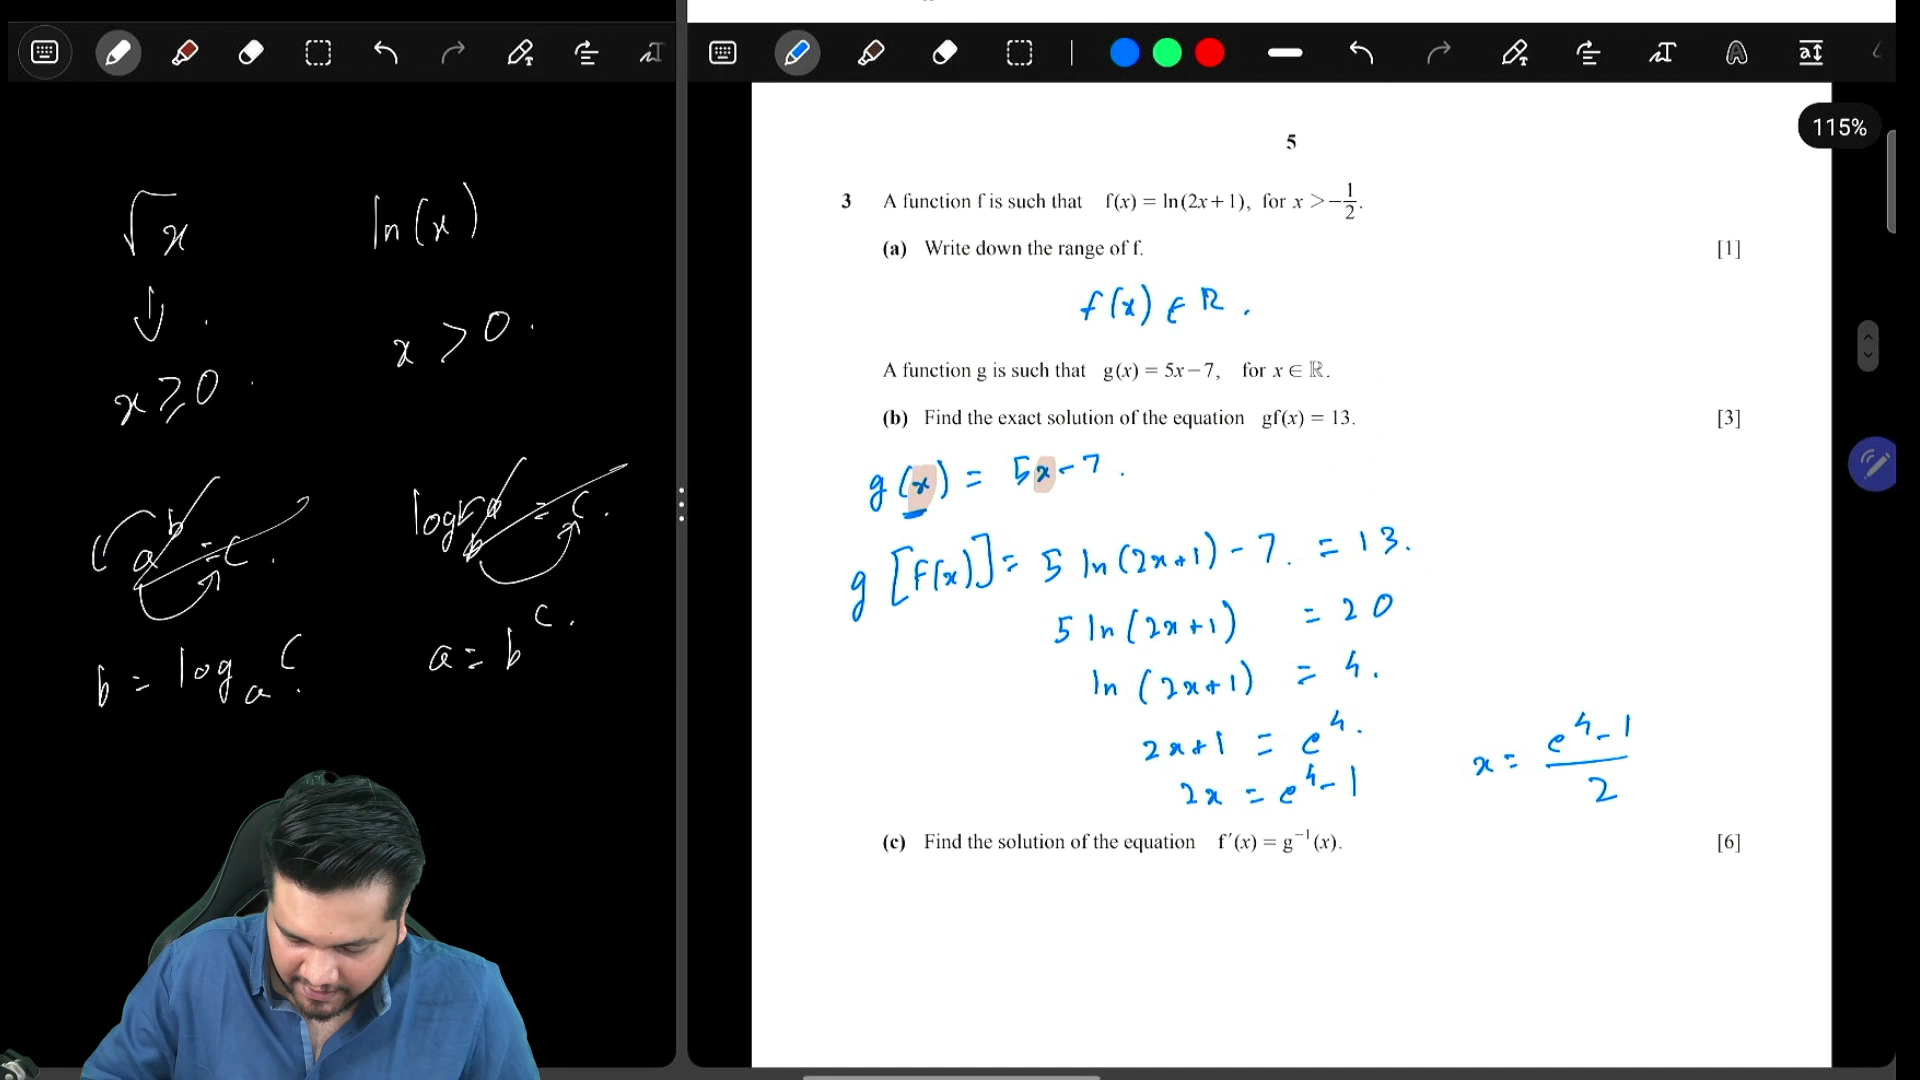 √x
ln(x)
↓.
x > 0.
x ≥ 0.
a^b = c.
b = log_a c.
a = b^c.
115%
5
3 A function f is such that f(x) = ln(2x+1), for x > -1/2.
(a) Write down the range of f. [1]
f(x) ∈ ℝ.
A function g is such that g(x) = 5x-7, for x ∈ ℝ.
(b) Find the exact solution of the equation gf(x) = 13. [3]
g(x) = 5x-7.
g[f(x)] = 5 ln(2x+1) - 7. = 13.
5 ln(2x+1) = 20
ln(2x+1) = 4.
2x+1 = e^4.
2x = e^4-1
x = (e^4-1)/2
(c) Find the solution of the equation f′(x) = g⁻¹(x). [6]